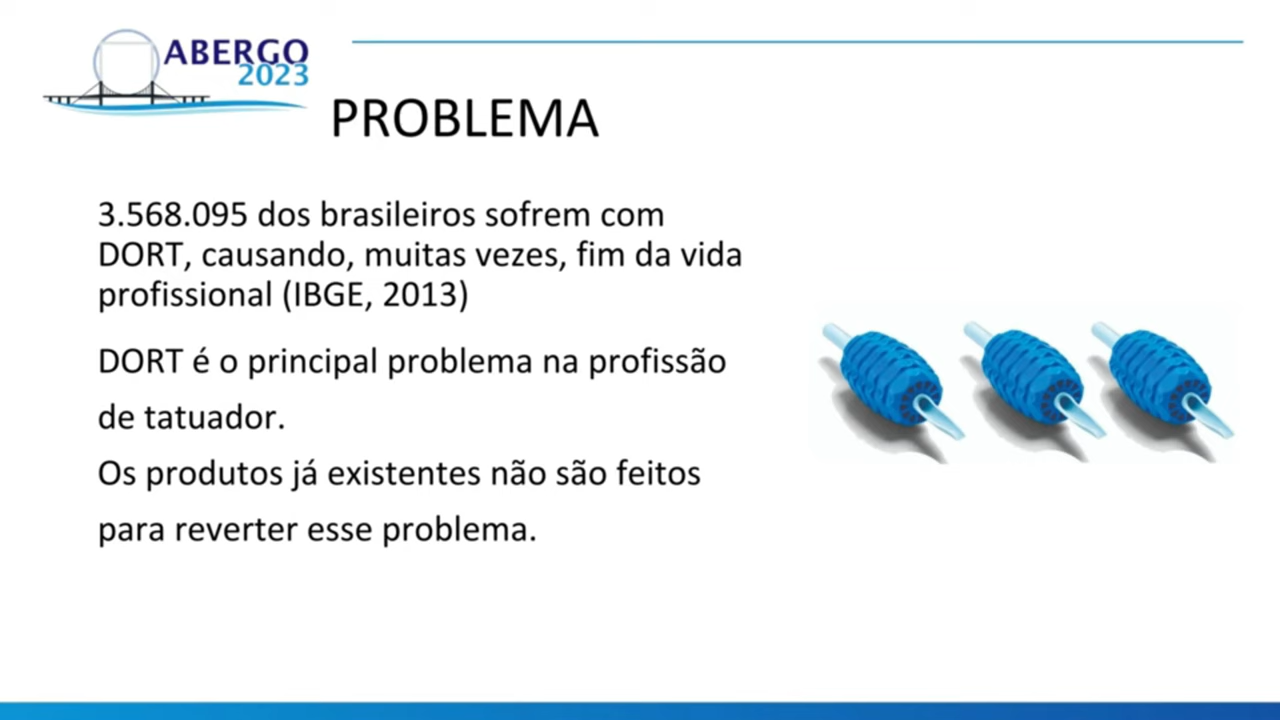 ABERGO
2023
PROBLEMA
3.568.095 dos brasileiros sofrem com
DORT, causando, muitas vezes, fim da vida
profissional (IBGE, 2013)
DORT é o principal problema na profissão
de tatuador.
Os produtos já existentes não são feitos
para reverter esse problema.